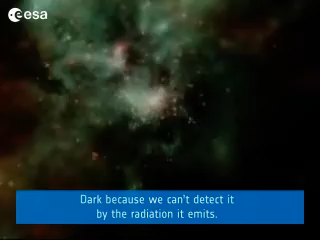 esa
Dark because we can't detect it
by the radiation it emits.